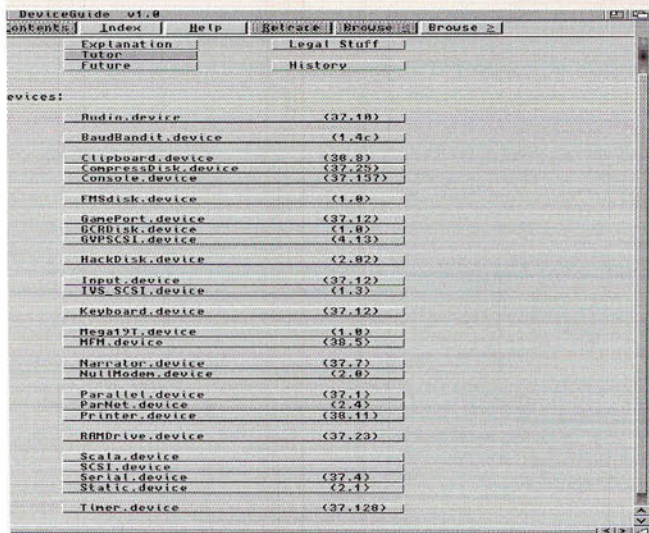 DeviceGuide v1.0
ontents Index Help Retrace Browse < Browse >
Explanation Legal Stuff
Tutor
Future History
evices:
Audio.device (37.10)
BaudBandit.device (1.4c)
Clipboard.device (38.8)
CompressDisk.device (37.25)
Console.device (37.137)
FMSdisk.device (1.0)
GamePort.device (37.12)
GCRDisk.device (1.0)
GVPSCSI.device (4.13)
HackDisk.device (2.02)
Input.device (37.12)
IVS_SCSI.device (1.3)
Keyboard.device (37.12)
Mega19T.device (1.0)
MFM.device (38.5)
Narrator.device (37.7)
NullModem.device (2.0)
Parallel.device (37.1)
ParNet.device (2.4)
Printer.device (38.11)
RAMDrive.device (37.23)
Scala.device
SCSI.device
Serial.device (37.4)
Static.device (2.1)
Timer.device (37.128)